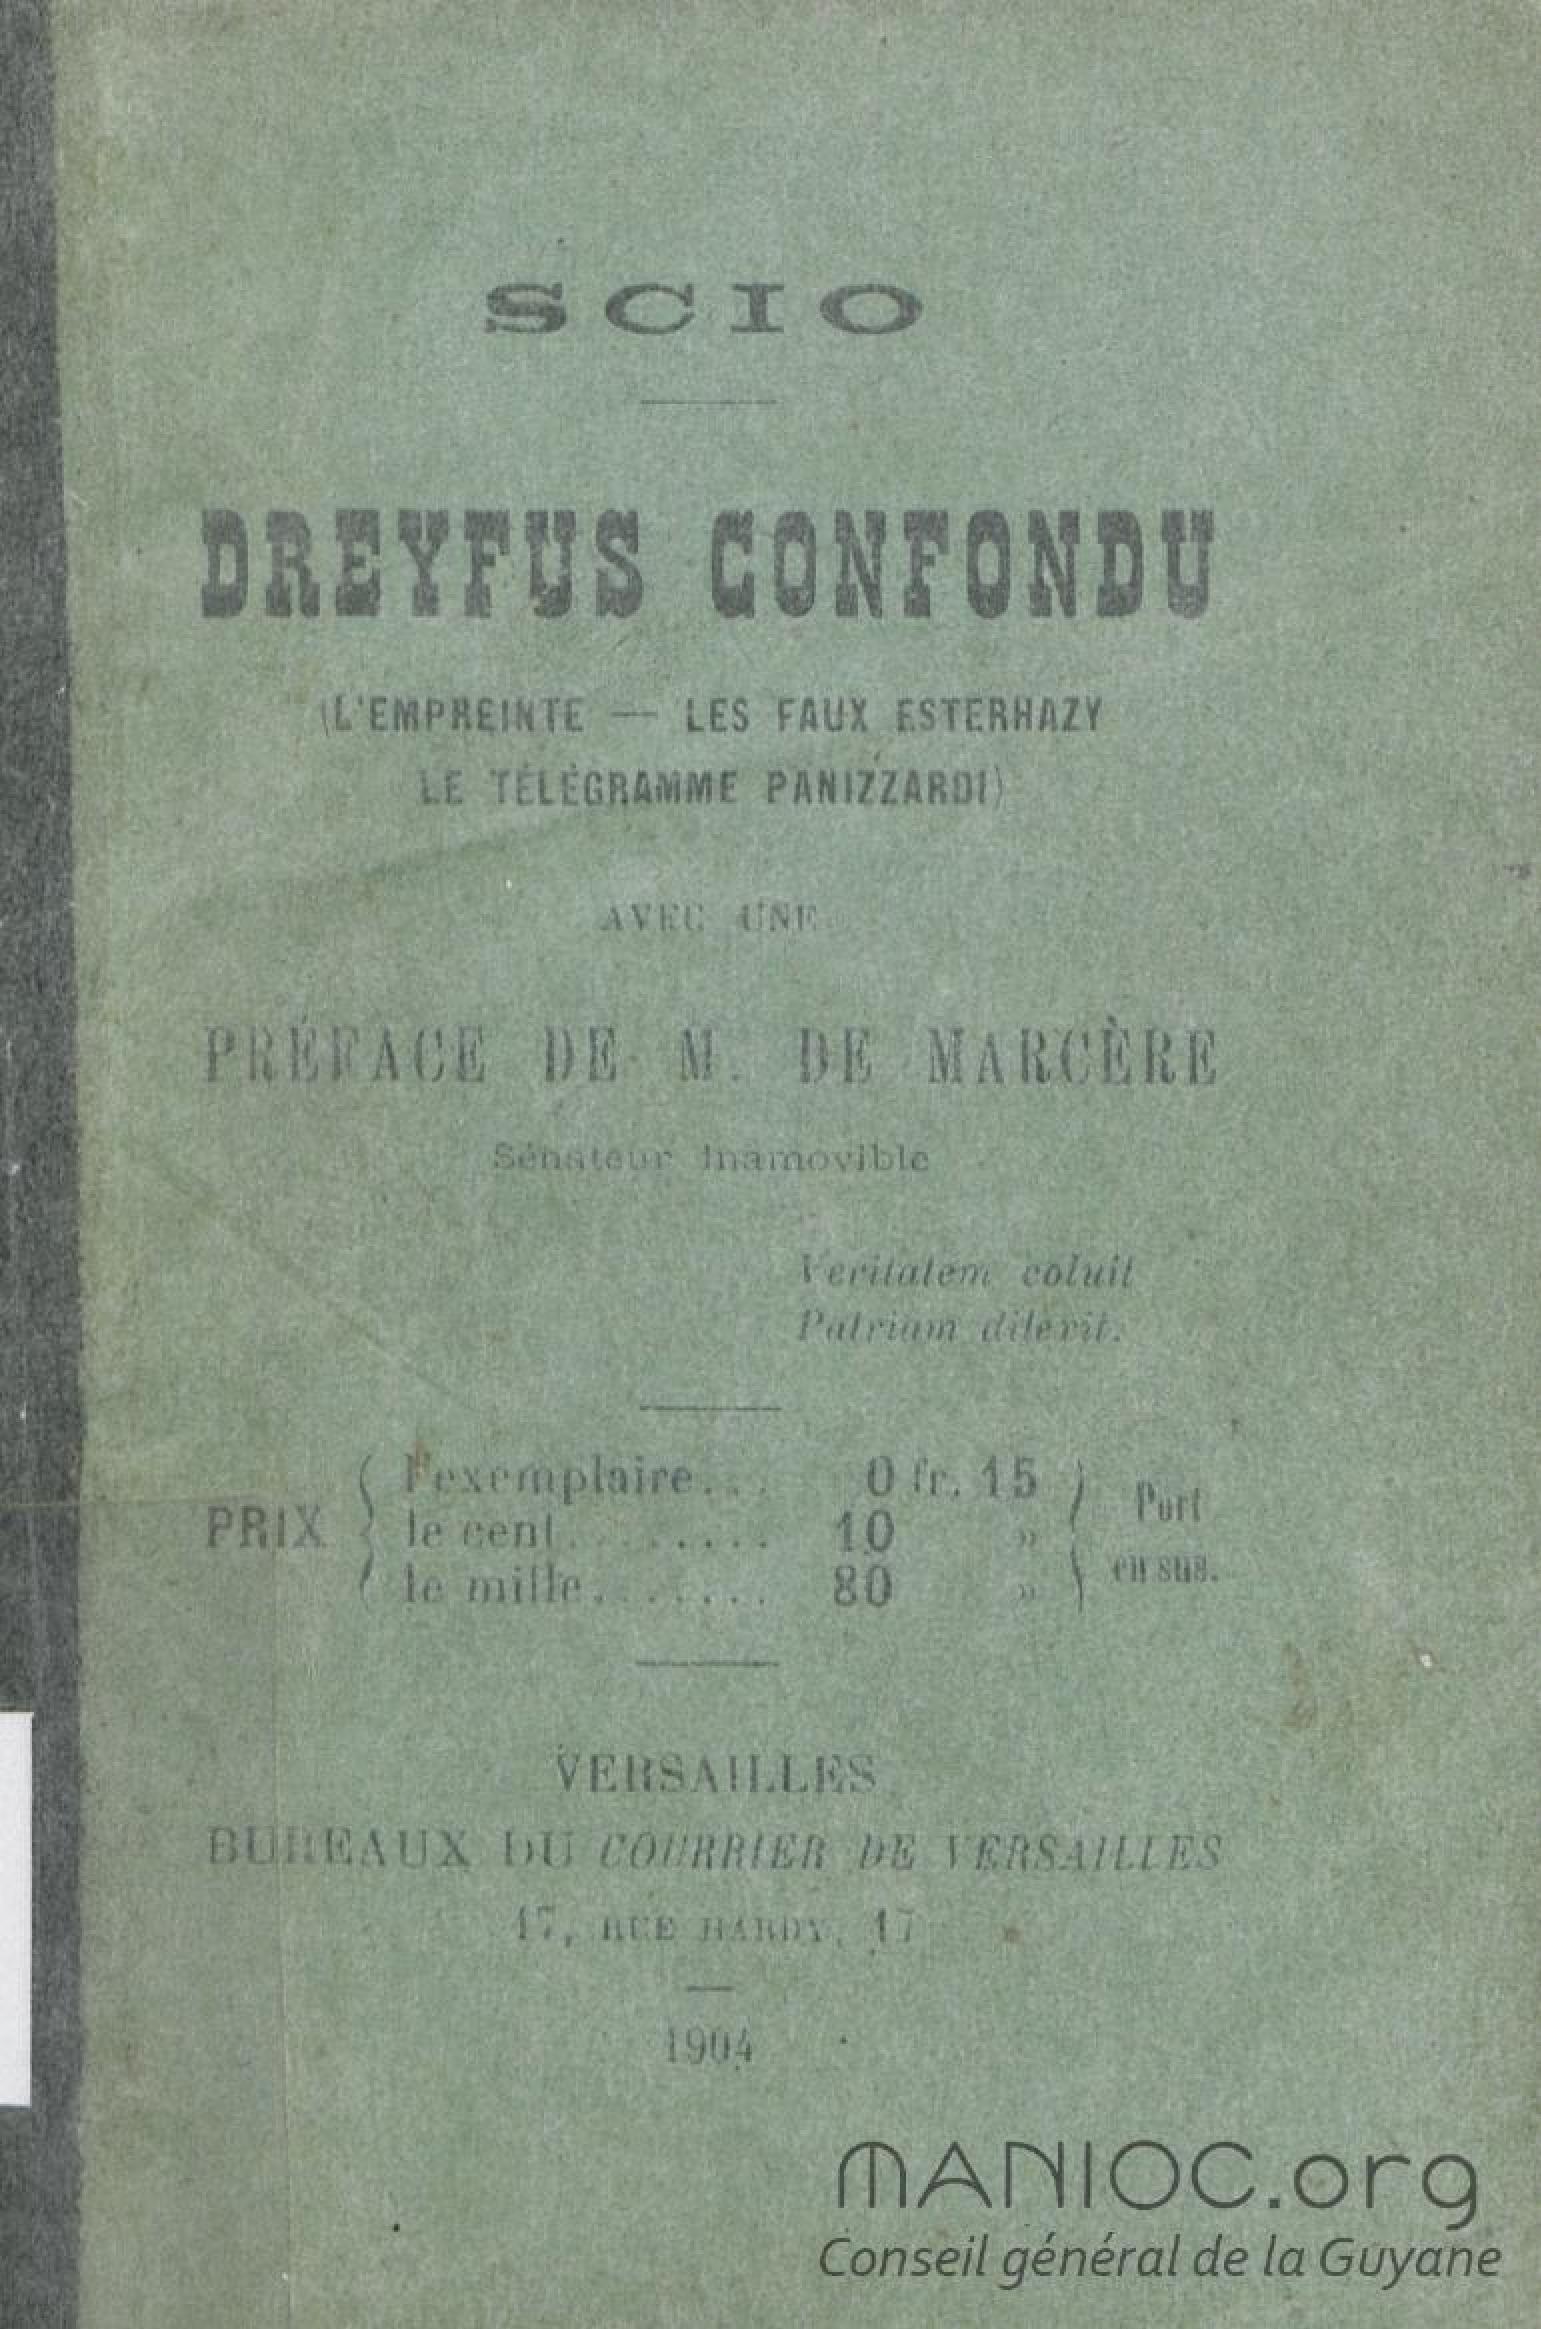 SCIO
DREYFUS CONFONDU
(L'EMPREINTE — LES FAUX ESTERHAZY
LE TÉLÉGRAMME PANIZZARDI)
AVEC UNE
PRÉFACE DE M. DE MARCÈRE
Sénateur inamovible
Veritatem coluit
Patriam dilexit.
PRIX
l'exemplaire... 0 fr. 15
le cent......... 10 »
le mille........ 80 »
Port
en sus.
VERSAILLES
BUREAUX DU COURRIER DE VERSAILLES
17, RUE HARDY, 17
1904
MANIOC.org
Conseil général de la Guyane